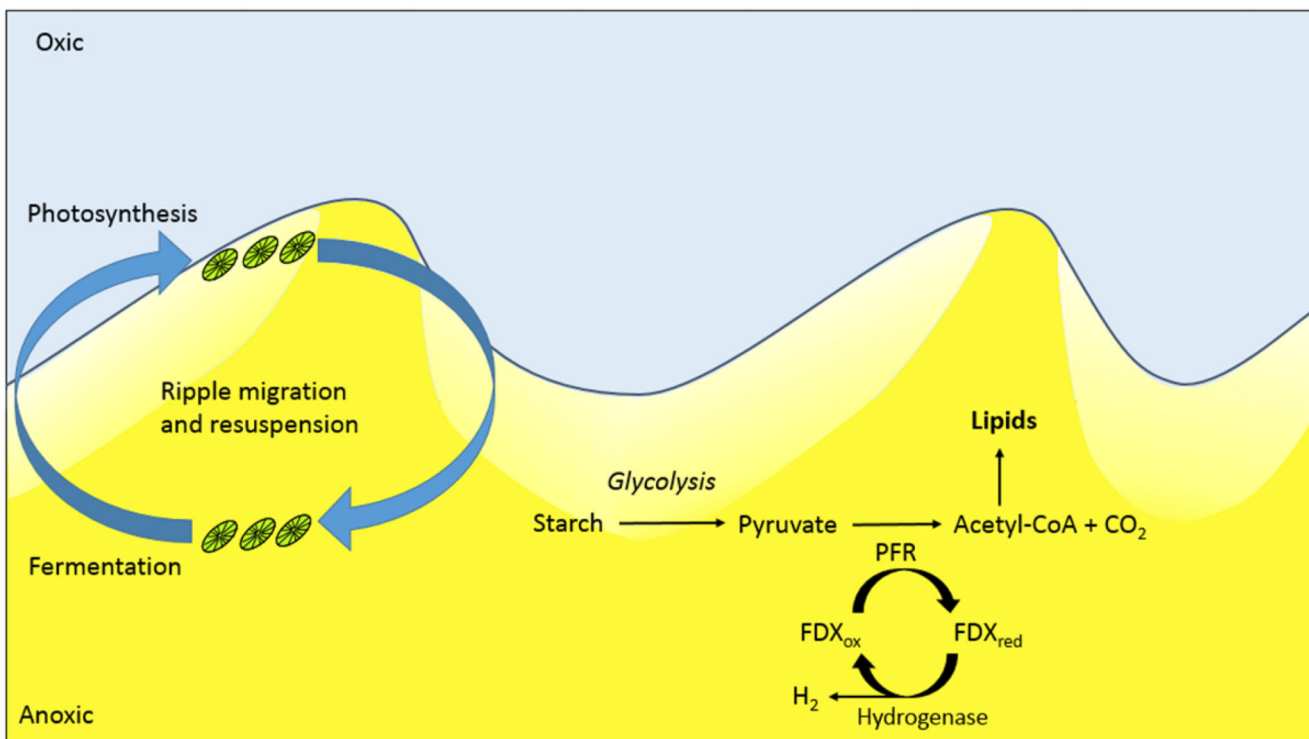 Oxic
Photosynthesis
Ripple migration
and resuspension
Fermentation
Lipids
Glycolysis
Starch
Pyruvate
Acetyl-CoA + CO₂
PFR
FDXox
FDXred
H₂
Hydrogenase
Anoxic